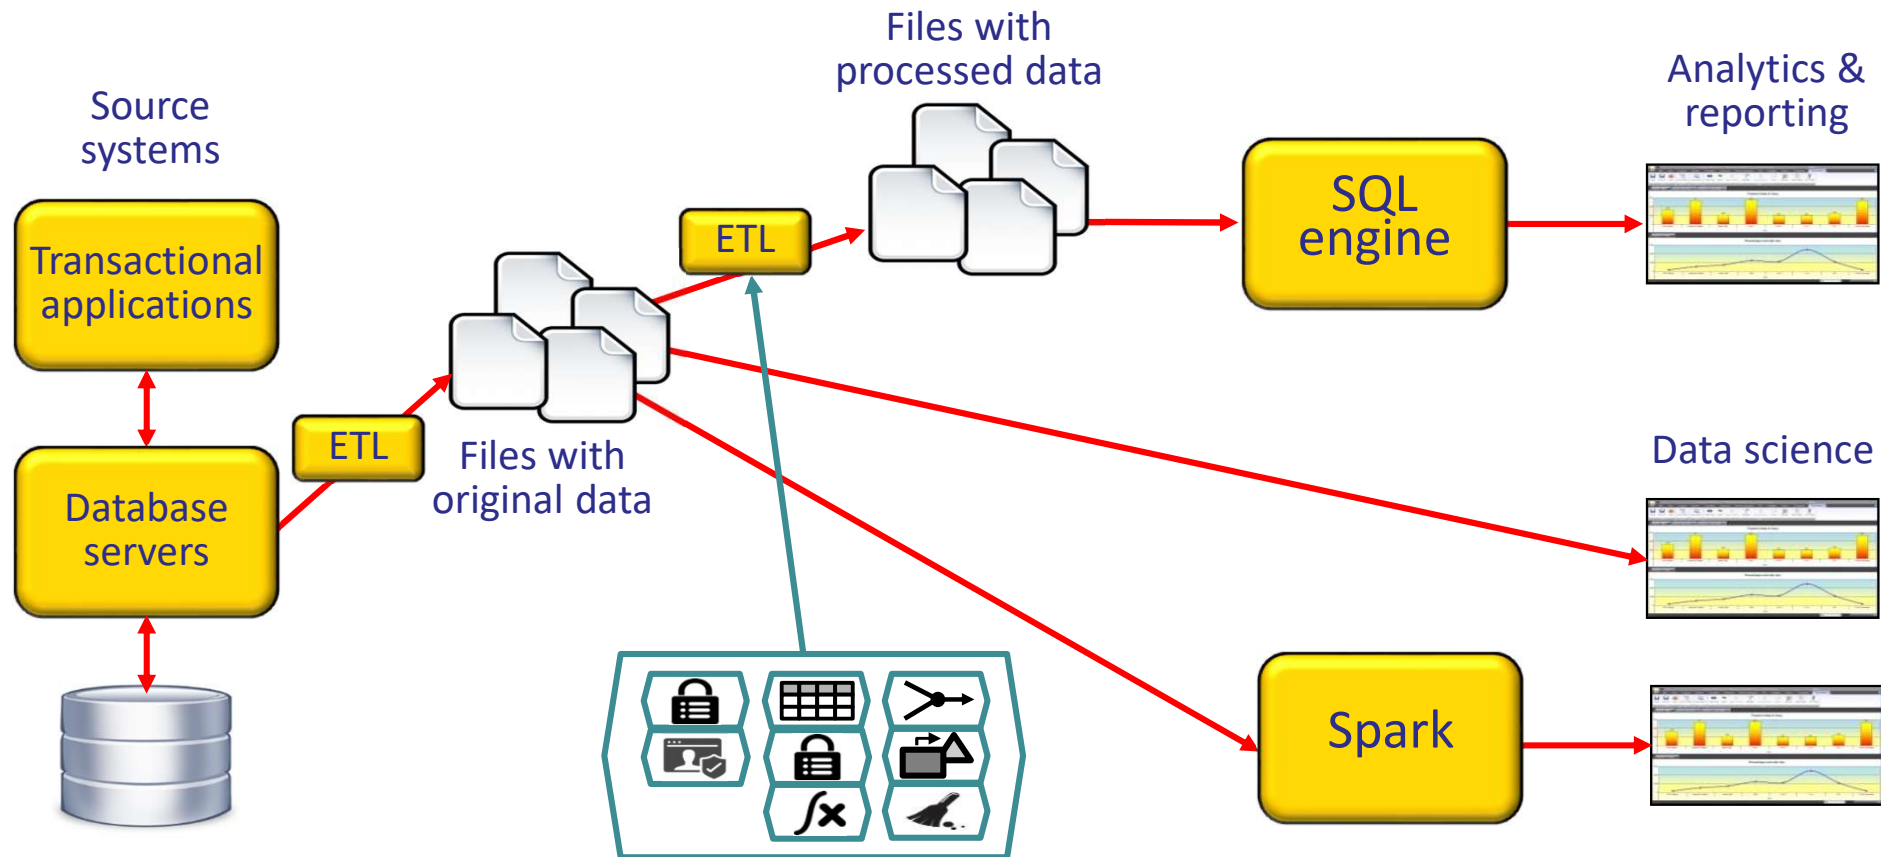 Source
systems
Transactional
applications
Database
servers
ETL
Files with
original data
ETL
Files with
processed data
SQL
engine
Analytics &
reporting
Data science
Spark